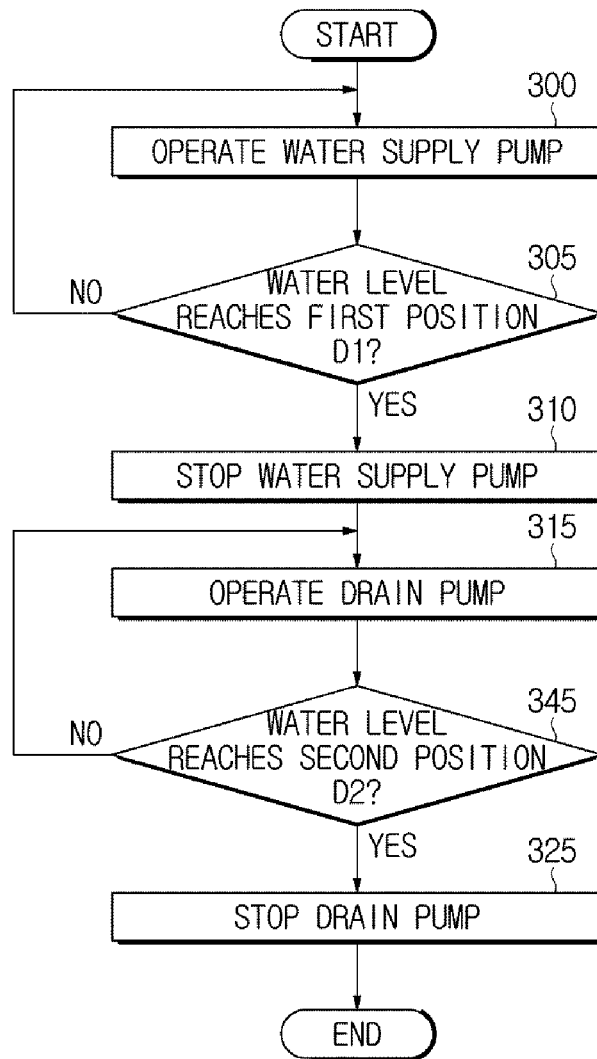 START
300
OPERATE WATER SUPPLY PUMP
305
WATER LEVEL
REACHES FIRST POSITION
D1?
NO
YES
310
STOP WATER SUPPLY PUMP
315
OPERATE DRAIN PUMP
345
WATER LEVEL
REACHES SECOND POSITION
D2?
NO
YES
325
STOP DRAIN PUMP
END